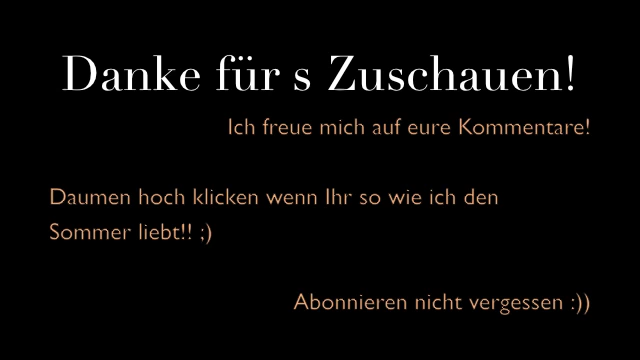 Danke für s Zuschauen!
Ich freue mich auf eure Kommentare!
Daumen hoch klicken wenn Ihr so wie ich den
Sommer liebt!! ;)
Abonnieren nicht vergessen :))